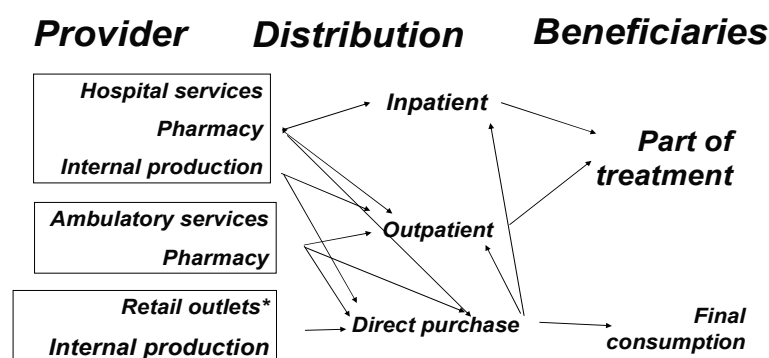 Provider Distribution Beneficiaries
Hospital services
Pharmacy
Internal production
Ambulatory services
Pharmacy
Retail outlets*
Internal production
Inpatient
Outpatient
Direct purchase
Part of
treatment
Final
consumption